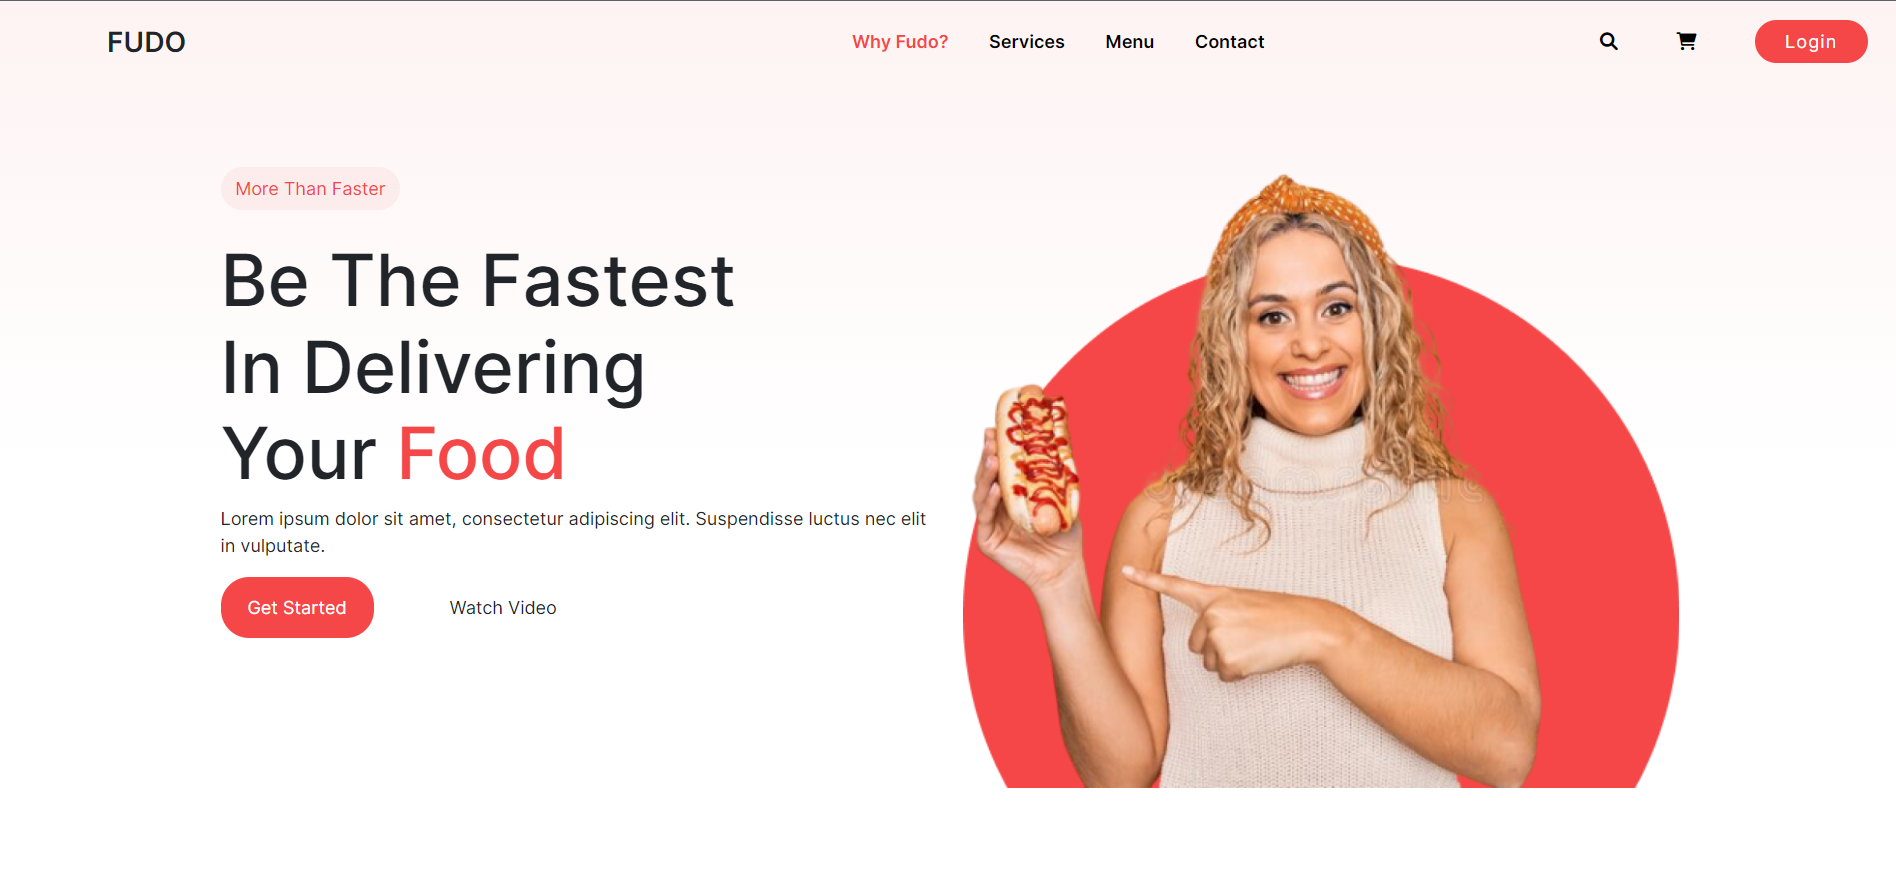 FUDO
Why Fudo? Services Menu Contact
Login
More Than Faster
Be The Fastest
In Delivering
Your Food
Lorem ipsum dolor sit amet, consectetur adipiscing elit. Suspendisse luctus nec elit
in vulputate.
Get Started
Watch Video